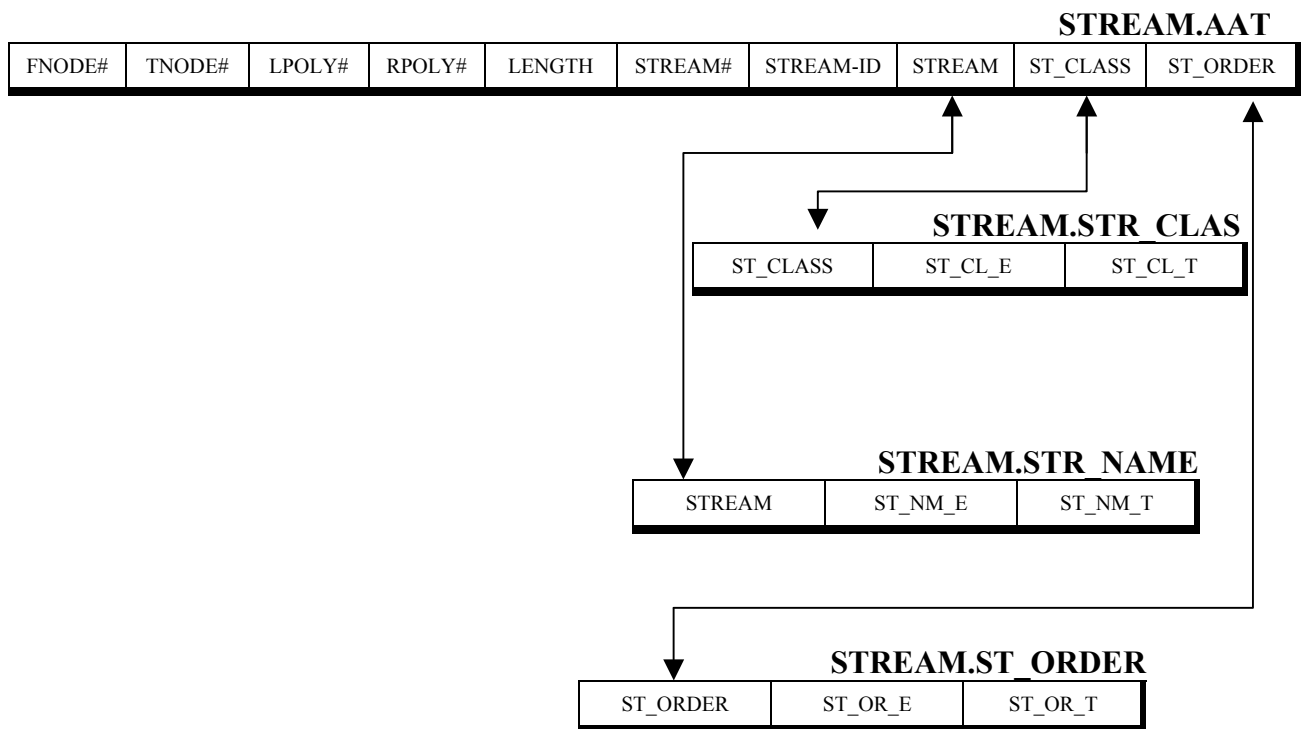 STREAM.AAT
FNODE# TNODE# LPOLY# RPOLY# LENGTH STREAM# STREAM-ID STREAM ST_CLASS ST_ORDER
STREAM.STR_CLAS
ST_CLASS ST_CL_E ST_CL_T
STREAM.STR_NAME
STREAM ST_NM_E ST_NM_T
STREAM.ST_ORDER
ST_ORDER ST_OR_E ST_OR_T